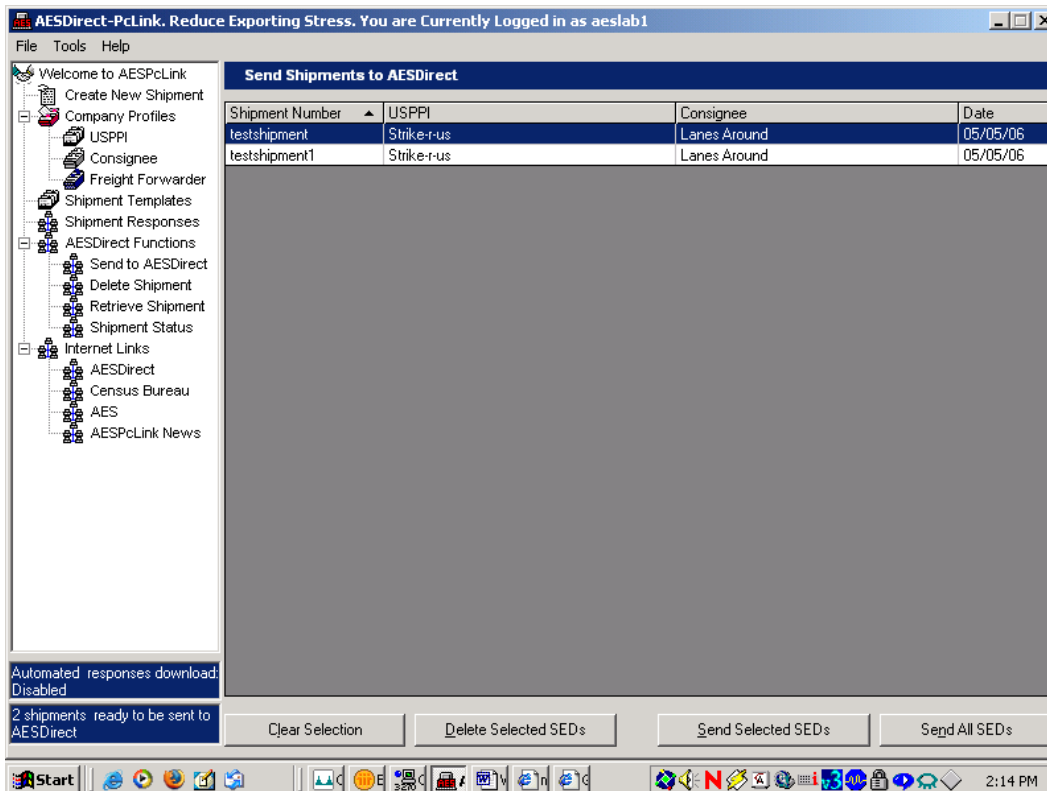 AESDirect-PcLink. Reduce Exporting Stress. You are Currently Logged in as aeslab1
File Tools Help
Welcome to AESPcLink
Create New Shipment
Company Profiles
USPPI
Consignee
Freight Forwarder
Shipment Templates
Shipment Responses
AESDirect Functions
Send to AESDirect
Delete Shipment
Retrieve Shipment
Shipment Status
Internet Links
AESDirect
Census Bureau
AES
AESPcLink News
Automated responses download:
Disabled
2 shipments ready to be sent to
AESDirect
Send Shipments to AESDirect
Shipment Number USPPI Consignee Date
testshipment Strike-r-us Lanes Around 05/05/06
testshipment1 Strike-r-us Lanes Around 05/05/06
Clear Selection Delete Selected SEDs Send Selected SEDs Send All SEDs
Start 2:14 PM